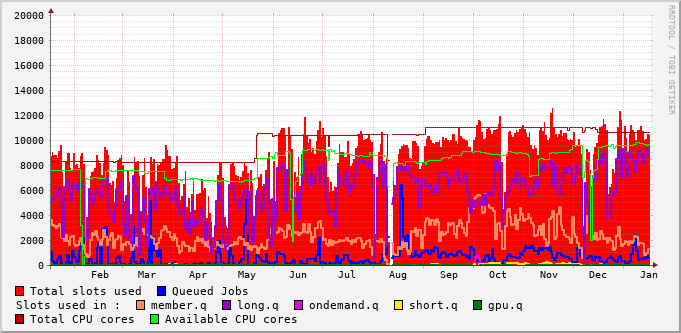 20000
18000
16000
14000
12000
10000
8000
6000
4000
2000
0
Feb Mar Apr May Jun Jul Aug Sep Oct Nov Dec Jan
RRDTOOL / TOBI OETIKER
Total slots used Queued Jobs
Slots used in : member.q long.q ondemand.q short.q gpu.q
Total CPU cores Available CPU cores